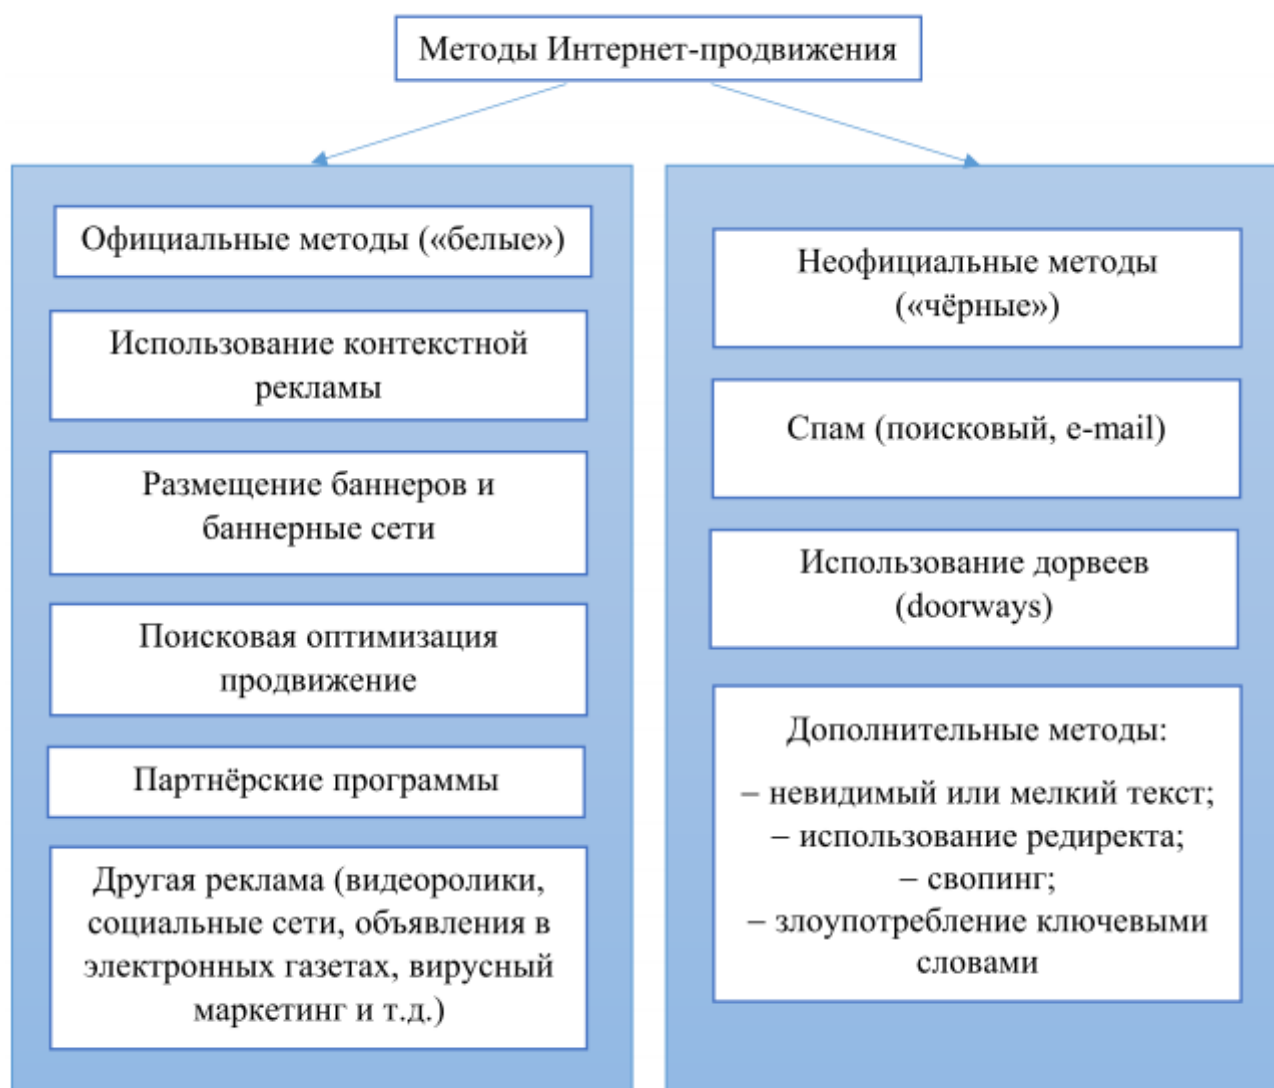 Методы Интернет-продвижения
Официальные методы («белые»)
Использование контекстной
рекламы
Размещение баннеров и
баннерные сети
Поисковая оптимизация
продвижение
Партнёрские программы
Другая реклама (видеоролики,
социальные сети, объявления в
электронных газетах, вирусный
маркетинг и т.д.)
Неофициальные методы
(«чёрные»)
Спам (поисковый, e-mail)
Использование дорвеев
(doorways)
Дополнительные методы:
– невидимый или мелкий текст;
– использование редиректа;
– свопинг;
– злоупотребление ключевыми
словами